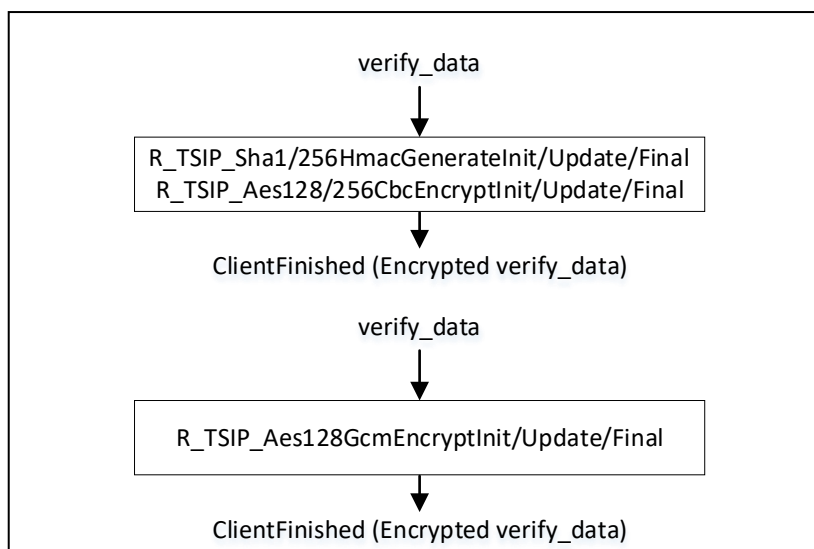 verify_data
R_TSIP_Sha1/256HmacGenerateInit/Update/Final
R_TSIP_Aes128/256CbcEncryptInit/Update/Final
ClientFinished (Encrypted verify_data)
verify_data
R_TSIP_Aes128GcmEncryptInit/Update/Final
ClientFinished (Encrypted verify_data)